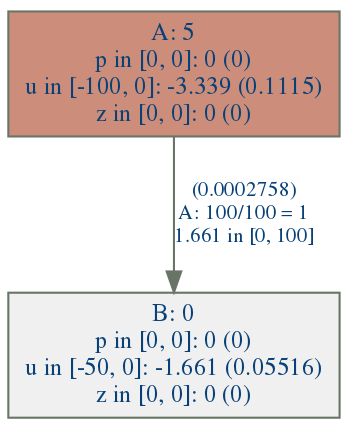 A: 5
p in [0, 0]: 0 (0)
u in [-100, 0]: -3.339 (0.1115)
z in [0, 0]: 0 (0)
(0.0002758)
A: 100/100 = 1
1.661 in [0, 100]
B: 0
p in [0, 0]: 0 (0)
u in [-50, 0]: -1.661 (0.05516)
z in [0, 0]: 0 (0)